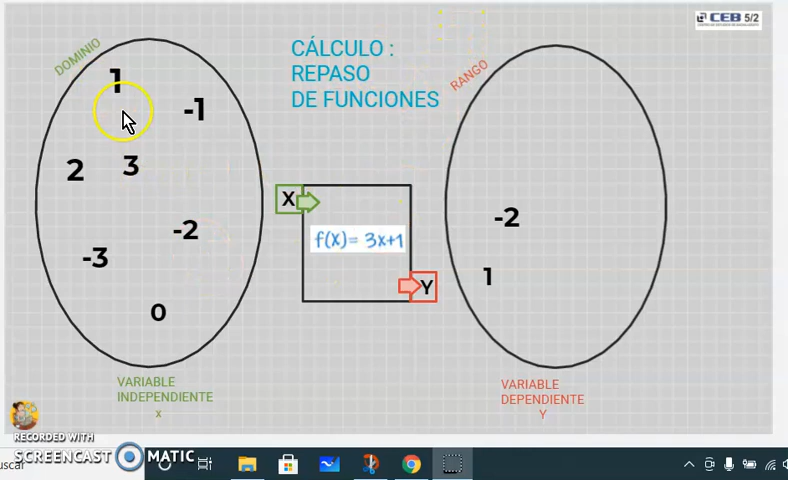 CEB 5/2
DOMINIO
1
-1
2
3
-2
-3
0
VARIABLE
INDEPENDIENTE
x
CÁLCULO :
REPASO
DE FUNCIONES
X
f(x)= 3x+1
Y
RANGO
-2
1
VARIABLE
DEPENDIENTE
Y
RECORDED WITH
SCREENCAST MATIC
uscar